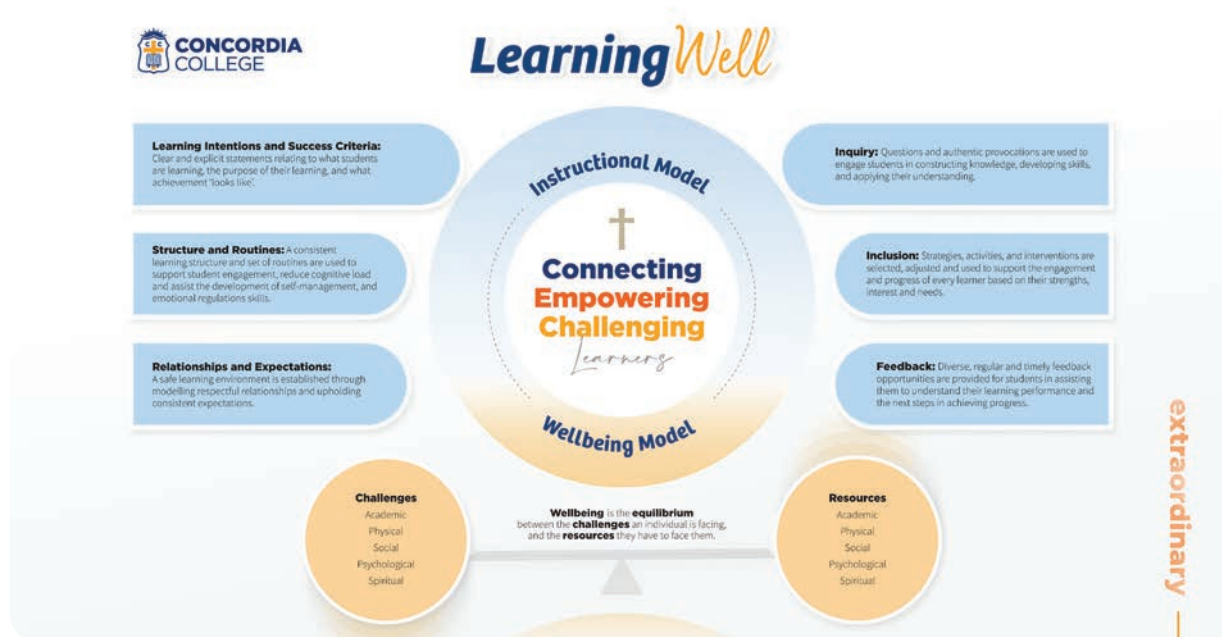 CONCORDIA
COLLEGE
LearningWell
Instructional Model
Connecting
Empowering
Challenging
Learners
Wellbeing Model
Learning Intentions and Success Criteria:
Clear and explicit statements relating to what students
are learning, the purpose of their learning, and what
achievement 'looks like'.
Structure and Routines: A consistent
learning structure and set of routines are used to
support student engagement, reduce cognitive load
and assist the development of self-management, and
emotional regulations skills.
Relationships and Expectations:
A safe learning environment is established through
modelling respectful relationships and upholding
consistent expectations.
Inquiry: Questions and authentic provocations are used to
engage students in constructing knowledge, developing skills,
and applying their understanding.
Inclusion: Strategies, activities, and interventions are
selected, adjusted and used to support the engagement
and progress of every learner based on their strengths,
interest and needs.
Feedback: Diverse, regular and timely feedback
opportunities are provided for students in assisting
them to understand their learning performance and
the next steps in achieving progress.
Challenges
Academic
Physical
Social
Psychological
Spiritual
Wellbeing is the equilibrium
between the challenges an individual is facing,
and the resources they have to face them.
Resources
Academic
Physical
Social
Psychological
Spiritual
extraordinary